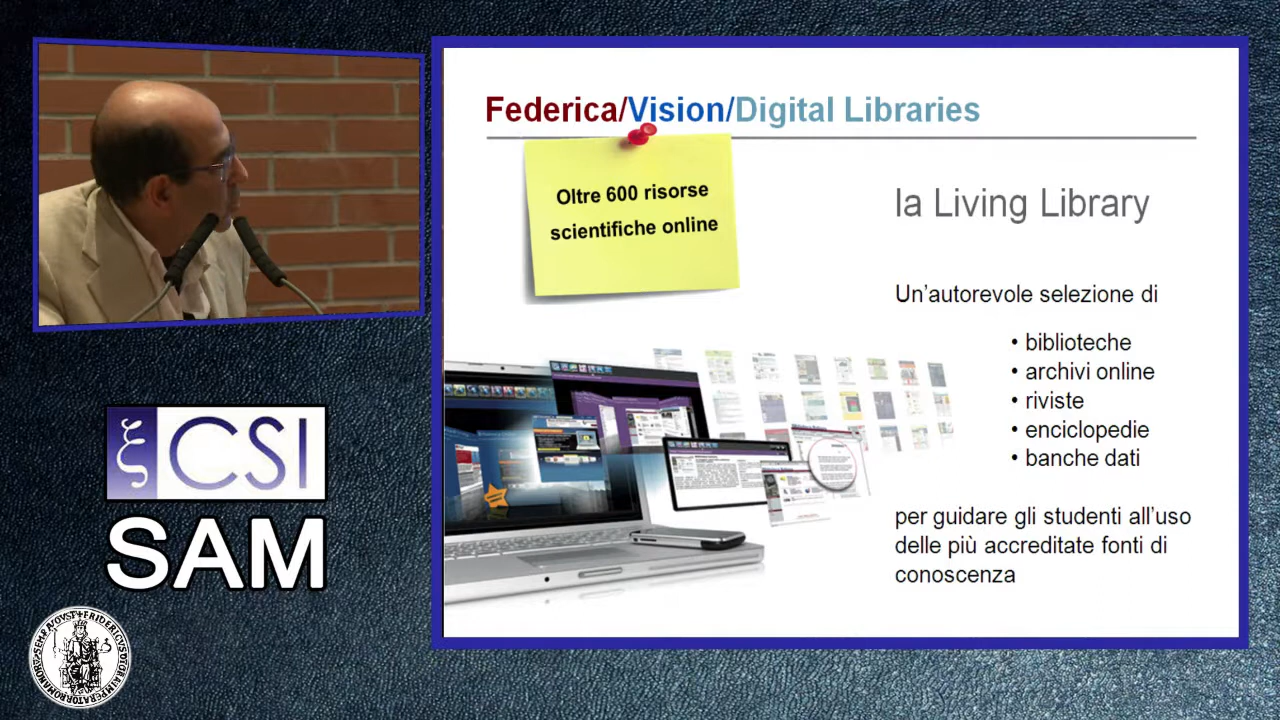 Federica/Vision/Digital Libraries
Oltre 600 risorse
scientifiche online
la Living Library
Un'autorevole selezione di
• biblioteche
• archivi online
• riviste
• enciclopedie
• banche dati
per guidare gli studenti all'uso
delle più accreditate fonti di
conoscenza
ξCSI
SAM